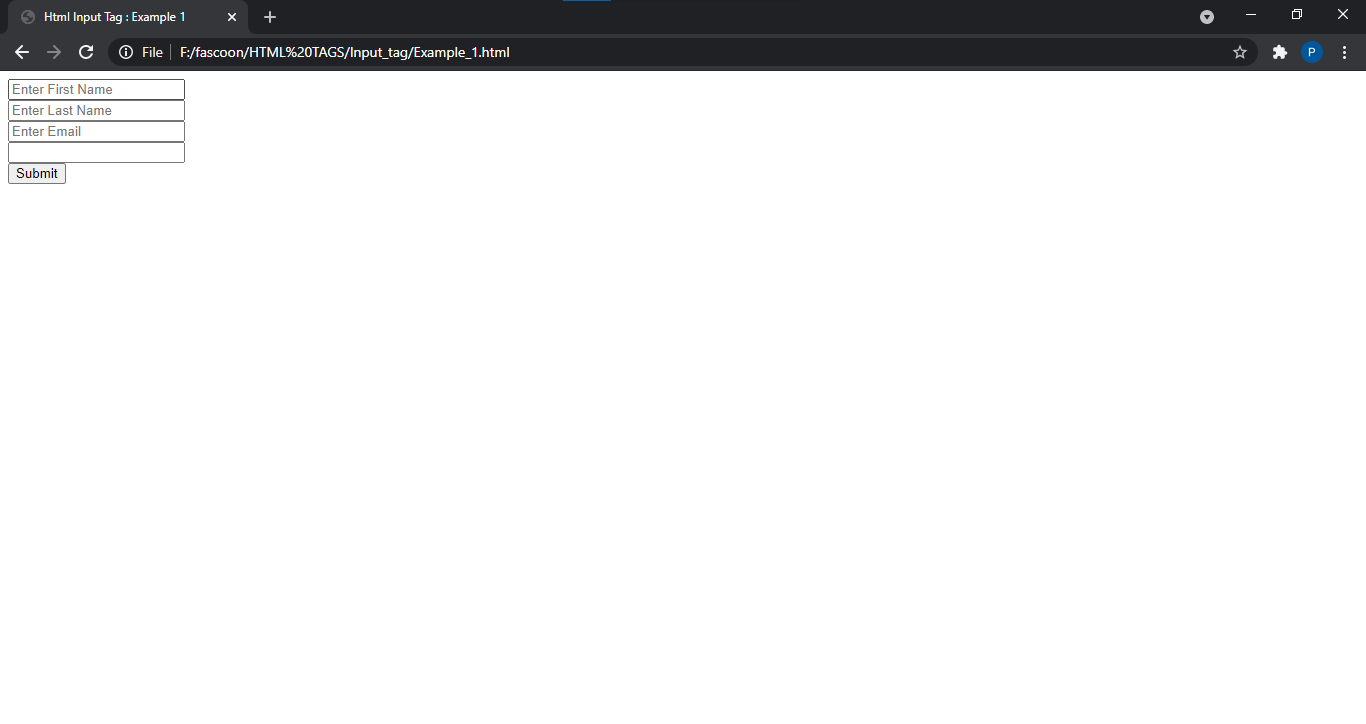 Html Input Tag : Example 1
File F:/fascoon/HTML%20TAGS/Input_tag/Example_1.html
P
Enter First Name
Enter Last Name
Enter Email
Submit